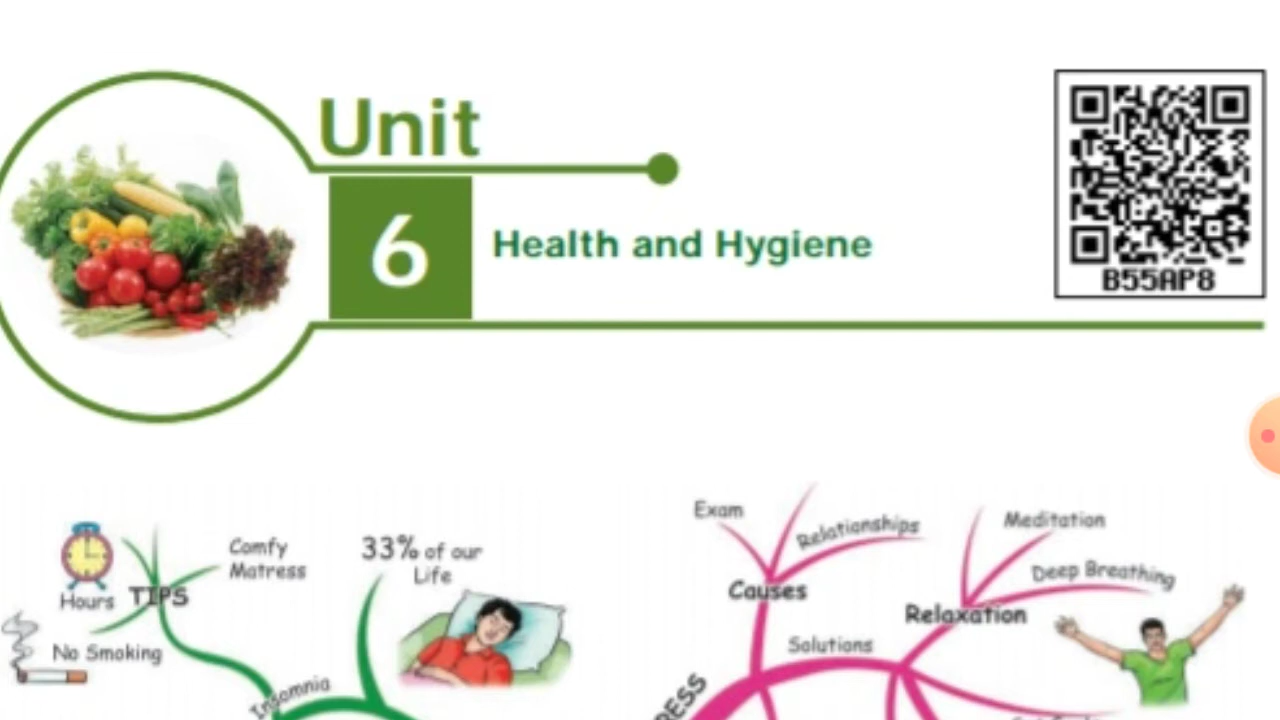 Unit
6
Health and Hygiene
B55AP8
Exam
Relationships
Meditation
Comfy
Matress
33% of our
Life
Deep Breathing
Hours
TIPS
Causes
Relaxation
No Smoking
Solutions
Insomnia